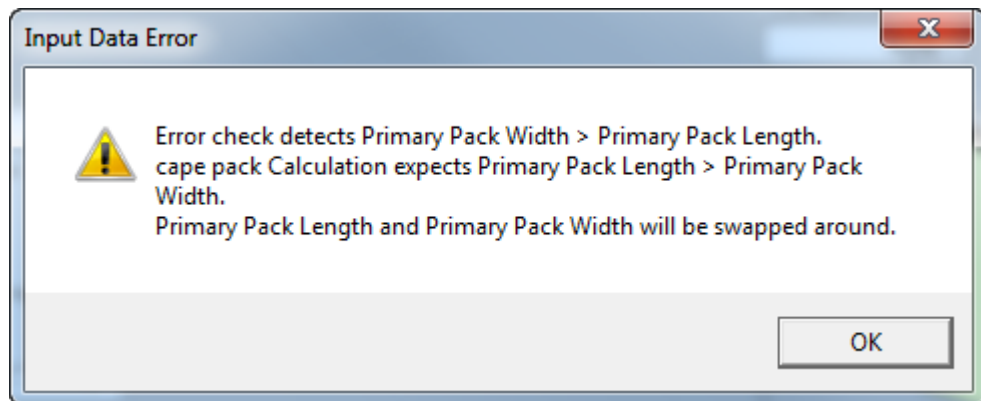 Input Data Error
Error check detects Primary Pack Width > Primary Pack Length.
cape pack Calculation expects Primary Pack Length > Primary Pack
Width.
Primary Pack Length and Primary Pack Width will be swapped around.
OK